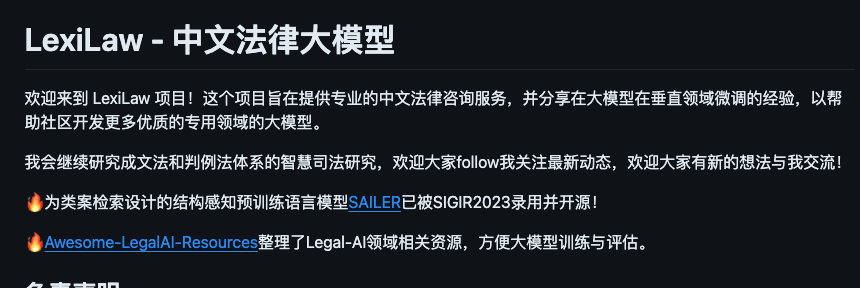 LexiLaw - 中文法律大模型
欢迎来到 LexiLaw 项目！这个项目旨在提供专业的中文法律咨询服务，并分享在大模型在垂直领域微调的经验，以帮
助社区开发更多优质的专用领域的大模型。
我会继续研究成文法和判例法体系的智慧司法研究，欢迎大家follow我关注最新动态，欢迎大家有新的想法与我交流！
🔥为类案检索设计的结构感知预训练语言模型SAILER已被SIGIR2023录用并开源！
🔥Awesome-LegalAI-Resources整理了Legal-AI领域相关资源，方便大模型训练与评估。